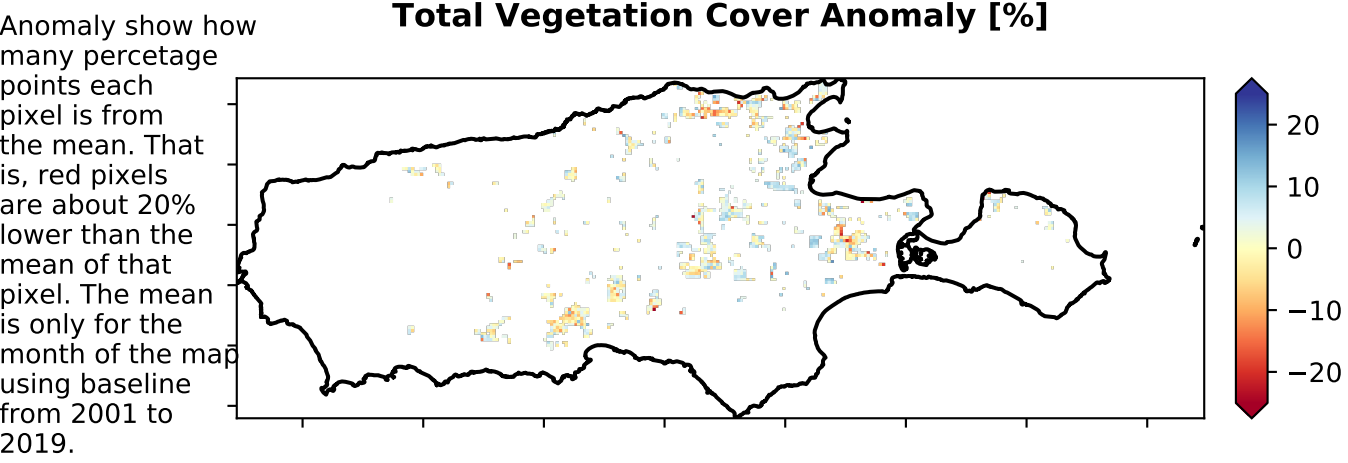 Total Vegetation Cover Anomaly [%]
Anomaly show how
many percetage
points each
pixel is from
the mean. That
is, red pixels
are about 20%
lower than the
mean of that
pixel. The mean
is only for the
month of the map
using baseline
from 2001 to
2019.
20
10
0
−10
−20